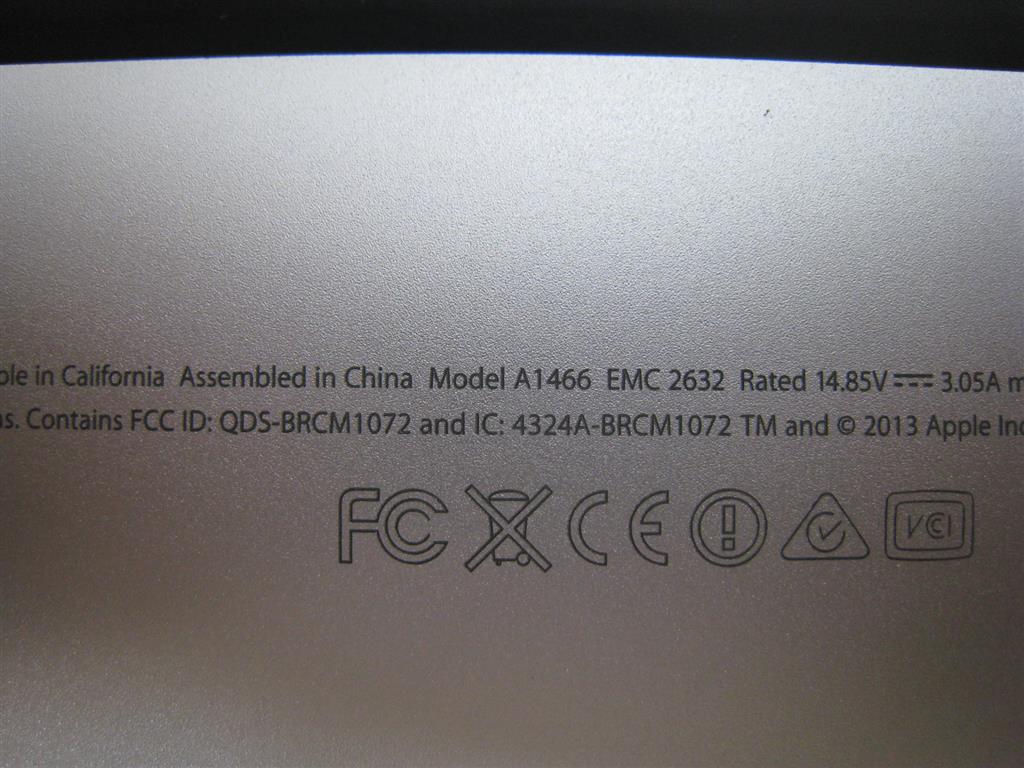 ple in California Assembled in China Model A1466 EMC 2632 Rated 14.85V⎓3.05A m
s. Contains FCC ID: QDS-BRCM1072 and IC: 4324A-BRCM1072 TM and © 2013 Apple Inc
FC CE VCI